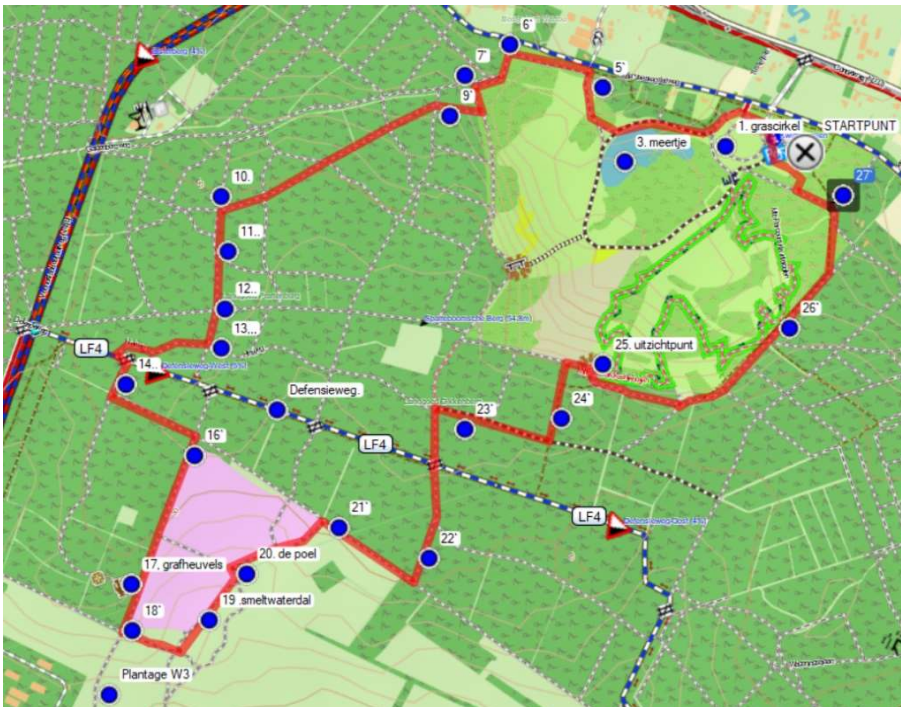 6'
7'
5'
9'
1. grascirkel
STARTPUNT
3. meertje
27'
10.
11..
12..
26'
13,..
LF4
25. uitzichtpunt
14..
Defensieweg.
24'
23'
16'
LF4
LF4
21'
22'
20. de poel
17, grafheuvels
19 .smeltwaterdal
18'
Plantage W3